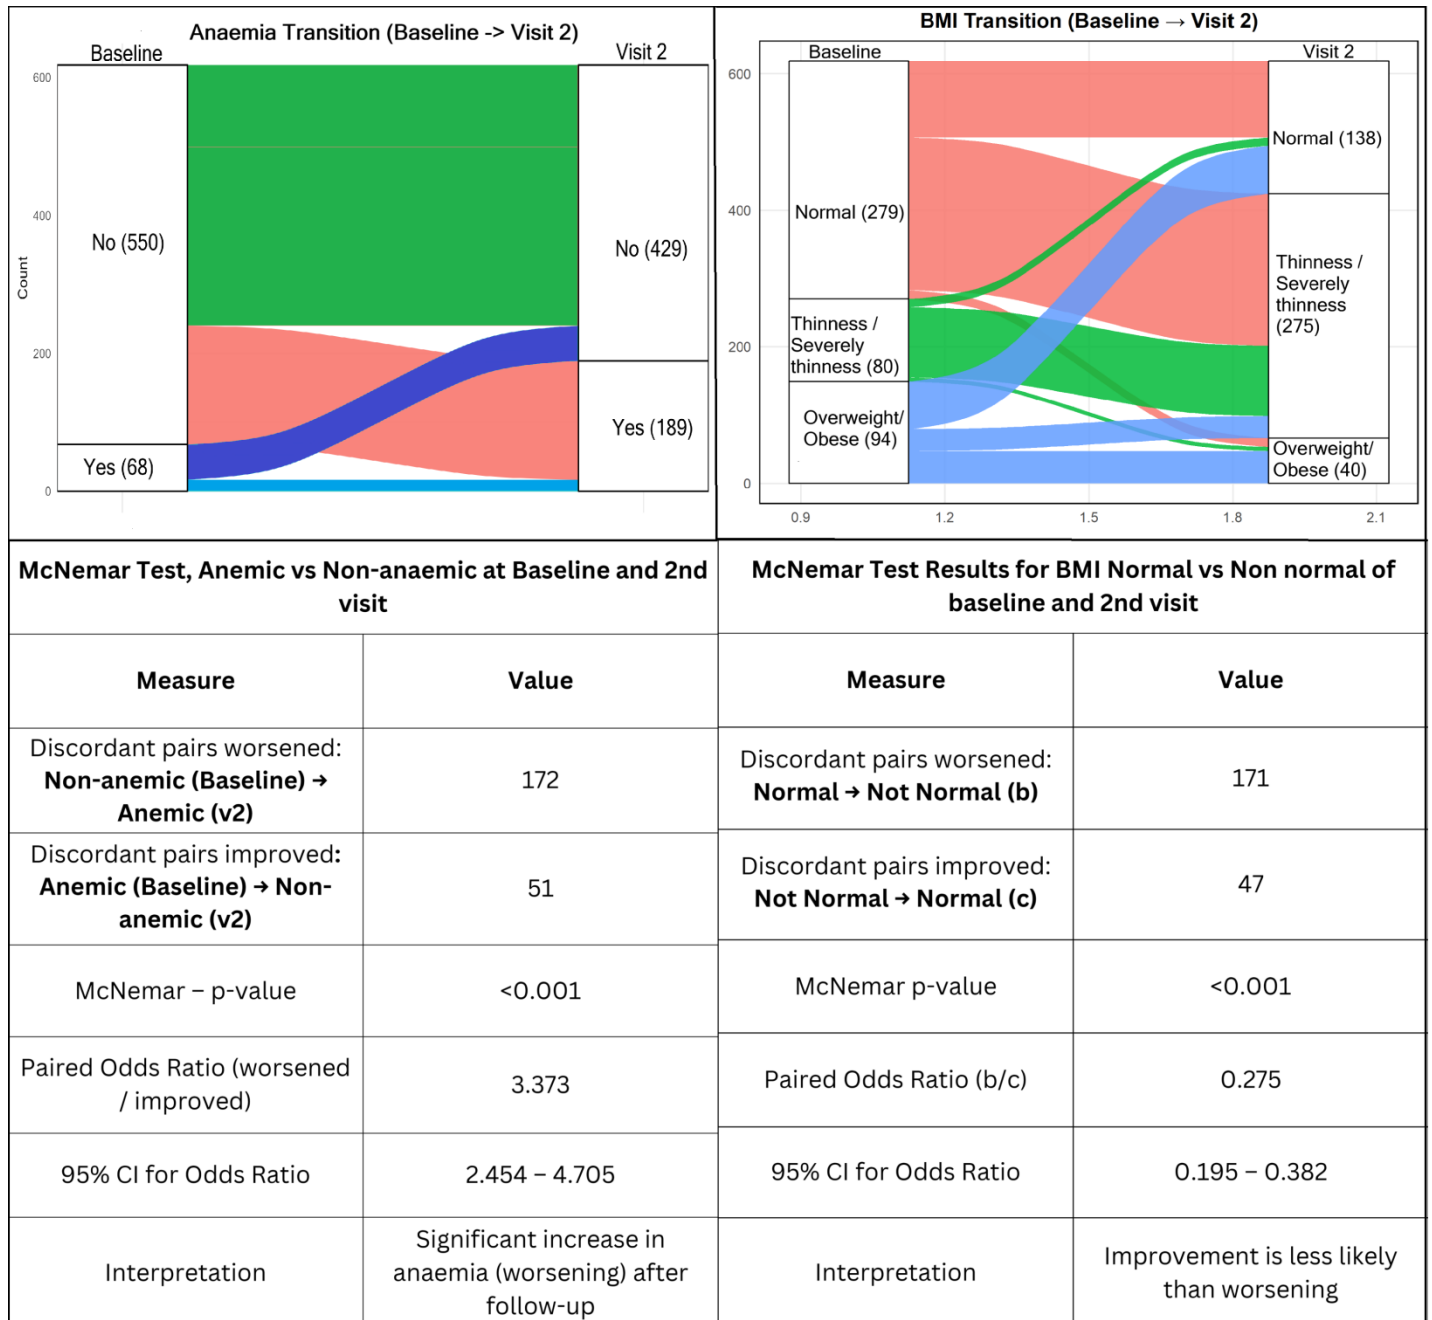 Anaemia Transition (Baseline -> Visit 2)
Baseline
Visit 2
600
400
200
0
Count
No (550)
Yes (68)
No (429)
Yes (189)
BMI Transition (Baseline → Visit 2)
Baseline
Visit 2
600
400
200
0
Normal (279)
Thinness /
Severely
thinness (80)
Overweight/
Obese (94)
Normal (138)
Thinness /
Severely
thinness
(275)
Overweight/
Obese (40)
0.9
1.2
1.5
1.8
2.1
McNemar Test, Anemic vs Non-anaemic at Baseline and 2nd
visit
Measure
Value
Discordant pairs worsened:
Non-anemic (Baseline) →
Anemic (v2)
172
Discordant pairs improved:
Anemic (Baseline) → Non-
anemic (v2)
51
McNemar – p-value
<0.001
Paired Odds Ratio (worsened
/ improved)
3.373
95% CI for Odds Ratio
2.454 – 4.705
Interpretation
Significant increase in
anaemia (worsening) after
follow-up
McNemar Test Results for BMI Normal vs Non normal of
baseline and 2nd visit
Measure
Value
Discordant pairs worsened:
Normal → Not Normal (b)
171
Discordant pairs improved:
Not Normal → Normal (c)
47
McNemar p-value
<0.001
Paired Odds Ratio (b/c)
0.275
95% CI for Odds Ratio
0.195 – 0.382
Interpretation
Improvement is less likely
than worsening